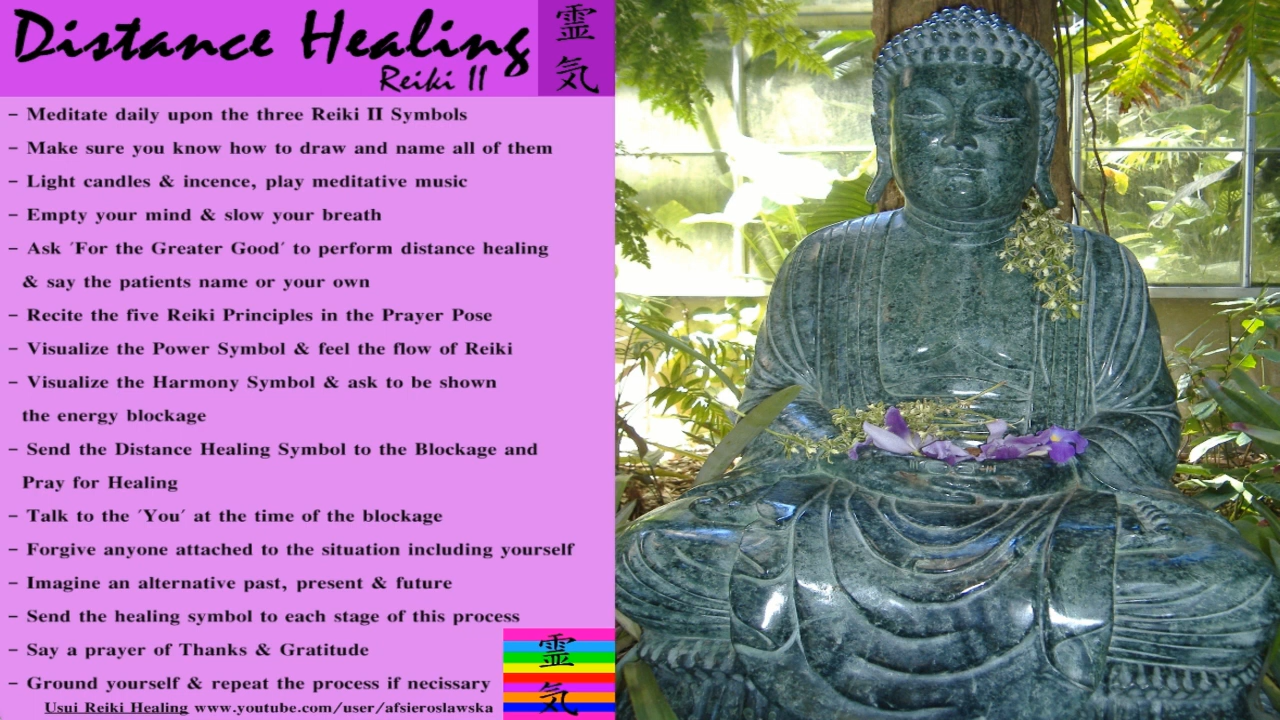 Distance Healing
Reiki II
霊
気
- Meditate daily upon the three Reiki II Symbols
- Make sure you know how to draw and name all of them
- Light candles & incence, play meditative music
- Empty your mind & slow your breath
- Ask 'For the Greater Good' to perform distance healing
& say the patients name or your own
- Recite the five Reiki Principles in the Prayer Pose
- Visualize the Power Symbol & feel the flow of Reiki
- Visualize the Harmony Symbol & ask to be shown
the energy blockage
- Send the Distance Healing Symbol to the Blockage and
Pray for Healing
- Talk to the 'You' at the time of the blockage
- Forgive anyone attached to the situation including yourself
- Imagine an alternative past, present & future
- Send the healing symbol to each stage of this process
- Say a prayer of Thanks & Gratitude
- Ground yourself & repeat the process if necissary
霊
気
Usui Reiki Healing www.youtube.com/user/afsieroslawska